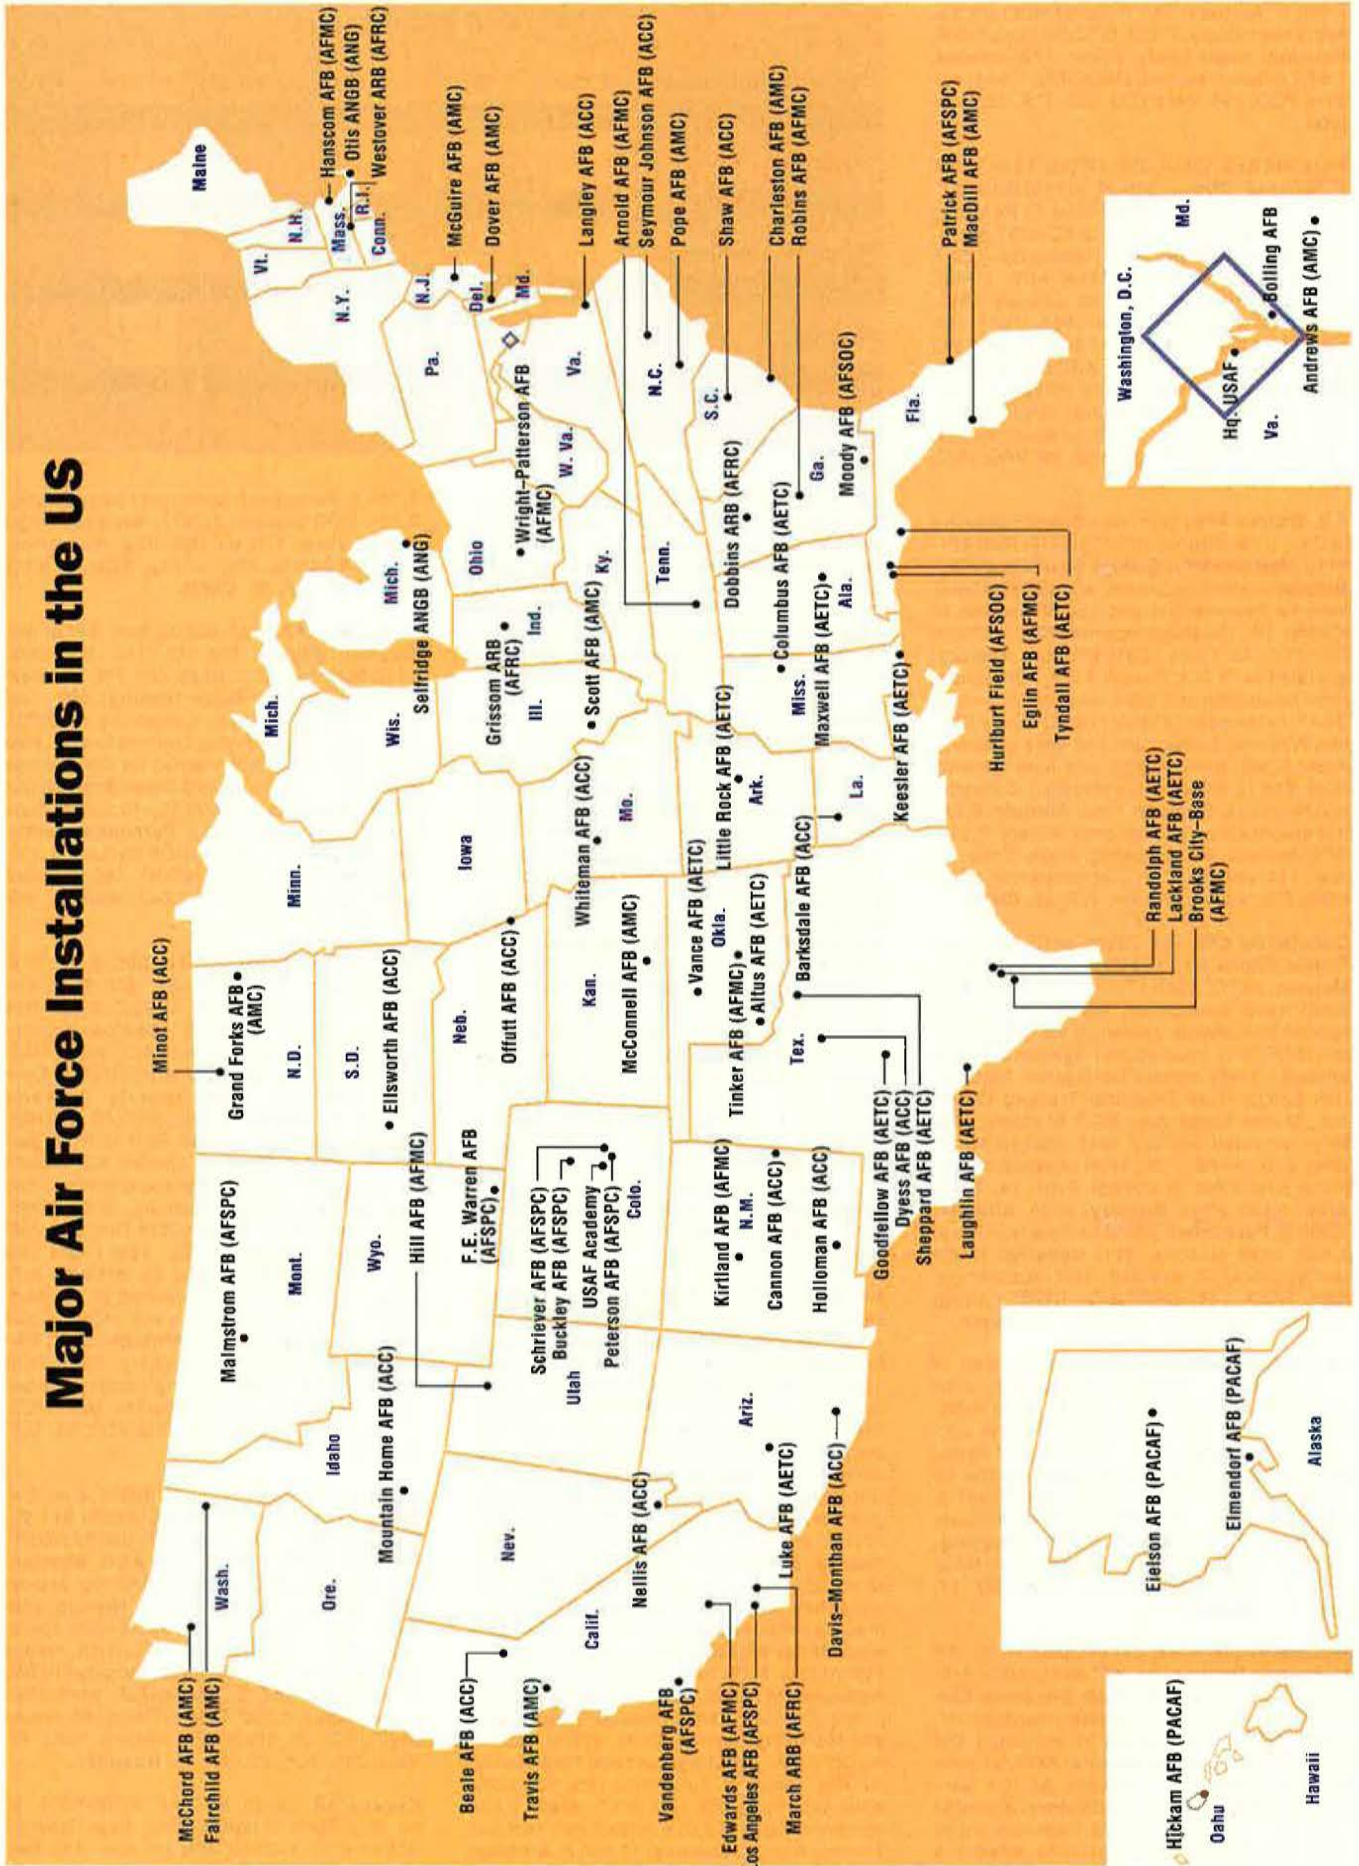 Major Air Force Installations in the US
McChord AFB (AMC)
Fairchild AFB (AMC)
Wash.
Ore.
Idaho
Mountain Home AFB (ACC)
Malmstrom AFB (AFSPC)
Mont.
Wyo.
Hill AFB (AFMC)
F.E. Warren AFB
(AFSPC)
Minot AFB (ACC)
Grand Forks AFB
(AMC)
N.D.
S.D.
Ellsworth AFB (ACC)
Neb.
Offutt AFB (ACC)
Minn.
Iowa
Wis.
Mich.
Mich.
Selfridge ANGB (ANG)
Grissom ARB
(AFRC)
Ill.
Ind.
Ohio
Wright–Patterson AFB
(AFMC)
Scott AFB (AMC)
Ky.
W. Va.
Pa.
N.Y.
Vt.
N.H.
Maine
Mass.
R.I.
Conn.
Hanscom AFB (AFMC)
Otis ANGB (ANG)
Westover ARB (AFRC)
N.J.
McGuire AFB (AMC)
Del.
Dover AFB (AMC)
Md.
Va.
Langley AFB (ACC)
Arnold AFB (AFMC)
Seymour Johnson AFB (ACC)
Pope AFB (AMC)
Shaw AFB (ACC)
Charleston AFB (AMC)
Robins AFB (AFMC)
Patrick AFB (AFSPC)
MacDill AFB (AMC)
N.C.
S.C.
Tenn.
Dobbins ARB (AFRC)
Columbus AFB (AETC)
Ga.
Moody AFB (AFSOC)
Fla.
Miss.
Maxwell AFB (AETC)
Ala.
Keesler AFB (AETC)
Hurlburt Field (AFSOC)
Eglin AFB (AFMC)
Tyndall AFB (AETC)
Beale AFB (ACC)
Travis AFB (AMC)
Calif.
Nev.
Nellis AFB (ACC)
Vandenberg AFB
(AFSPC)
Edwards AFB (AFMC)
Los Angeles AFB (AFSPC)
March ARB (AFRC)
Utah
Schriever AFB (AFSPC)
Buckley AFB (AFSPC)
USAF Academy
Peterson AFB (AFSPC)
Colo.
Ariz.
Luke AFB (AETC)
Davis–Monthan AFB (ACC)
Kirtland AFB (AFMC)
N.M.
Cannon AFB (ACC)
Holloman AFB (ACC)
Kan.
McConnell AFB (AMC)
Whiteman AFB (ACC)
Mo.
Vance AFB (AETC)
Okla.
Tinker AFB (AFMC)
Altus AFB (AETC)
Little Rock AFB (AETC)
Ark.
Barksdale AFB (ACC)
La.
Tex.
Goodfellow AFB (AETC)
Dyess AFB (ACC)
Sheppard AFB (AETC)
Laughlin AFB (AETC)
Randolph AFB (AETC)
Lackland AFB (AETC)
Brooks City–Base
(AFMC)
Hickam AFB (PACAF)
Oahu
Hawaii
Eielson AFB (PACAF)
Elmendorf AFB (PACAF)
Alaska
Washington, D.C.
Md.
Hq. USAF
Bolling AFB
Va.
Andrews AFB (AMC)